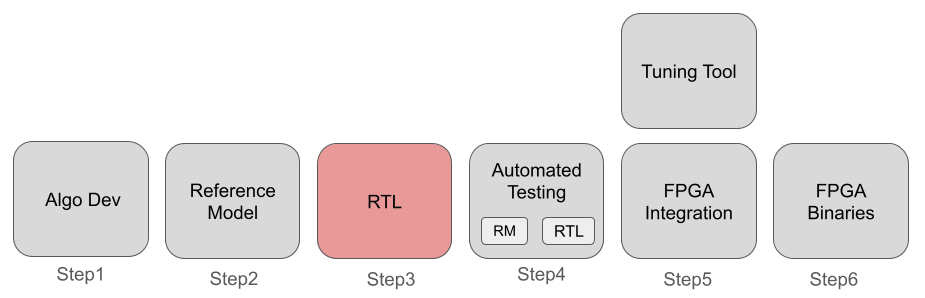 Tuning Tool
Algo Dev
Reference
Model
RTL
Automated
Testing
RM
RTL
FPGA
Integration
FPGA
Binaries
Step1
Step2
Step3
Step4
Step5
Step6